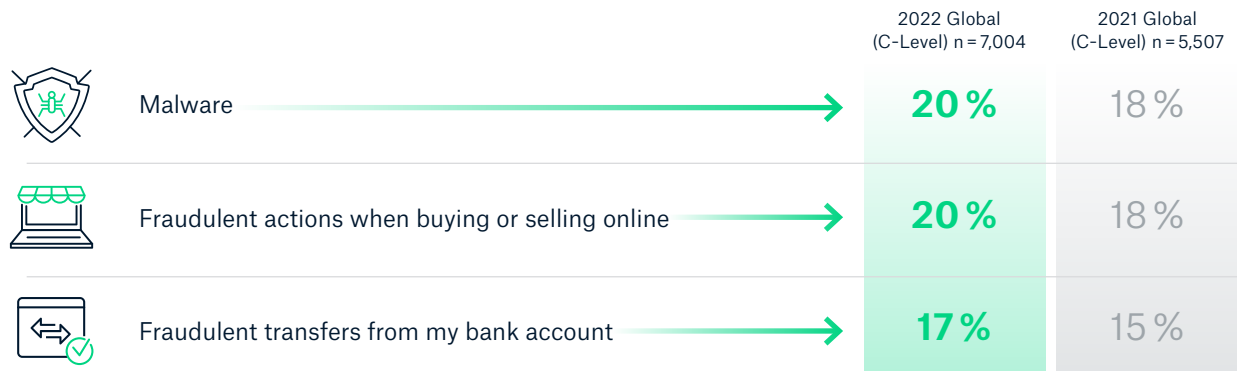 2022 Global
(C-Level) n = 7,004
2021 Global
(C-Level) n = 5,507
Malware
20 %
18 %
Fraudulent actions when buying or selling online
20 %
18 %
Fraudulent transfers from my bank account
17 %
15 %